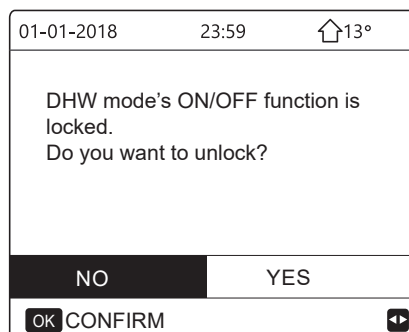 01-01-2018 23:59 13°
DHW mode's ON/OFF function is
locked.
Do you want to unlock?
NO YES
OK CONFIRM